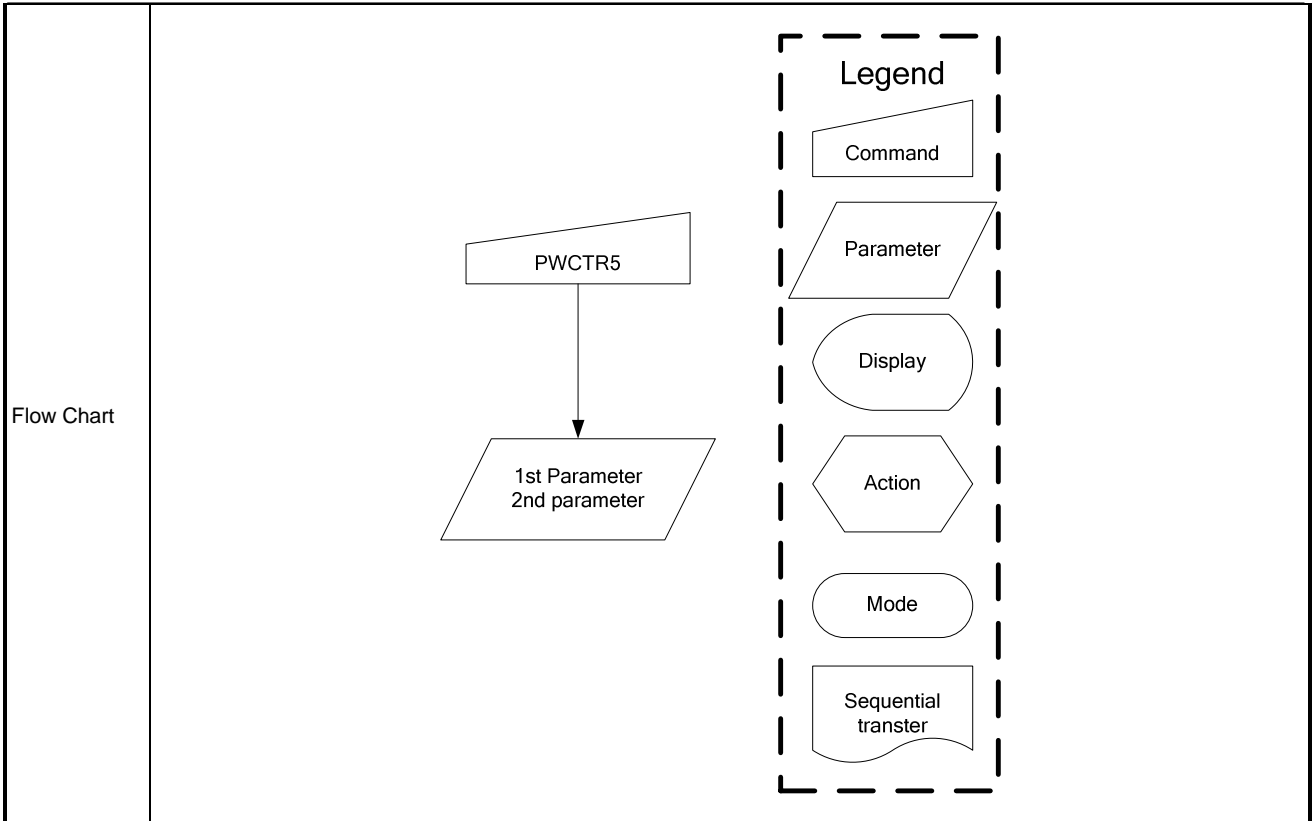 Flow Chart
PWCTR5
1st Parameter
2nd parameter
Legend
Command
Parameter
Display
Action
Mode
Sequential
transter